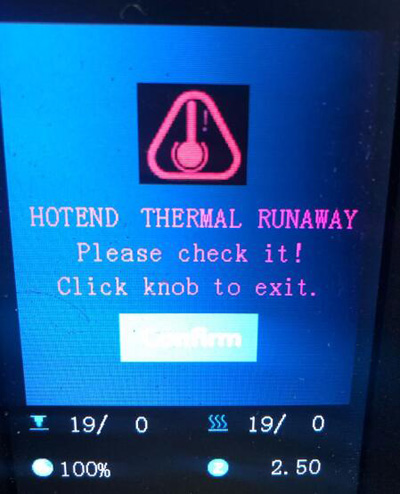 HOTEND THERMAL RUNAWAY
Please check it!
Click knob to exit.
Confirm
19/ 0 19/ 0
100% Z 2.50